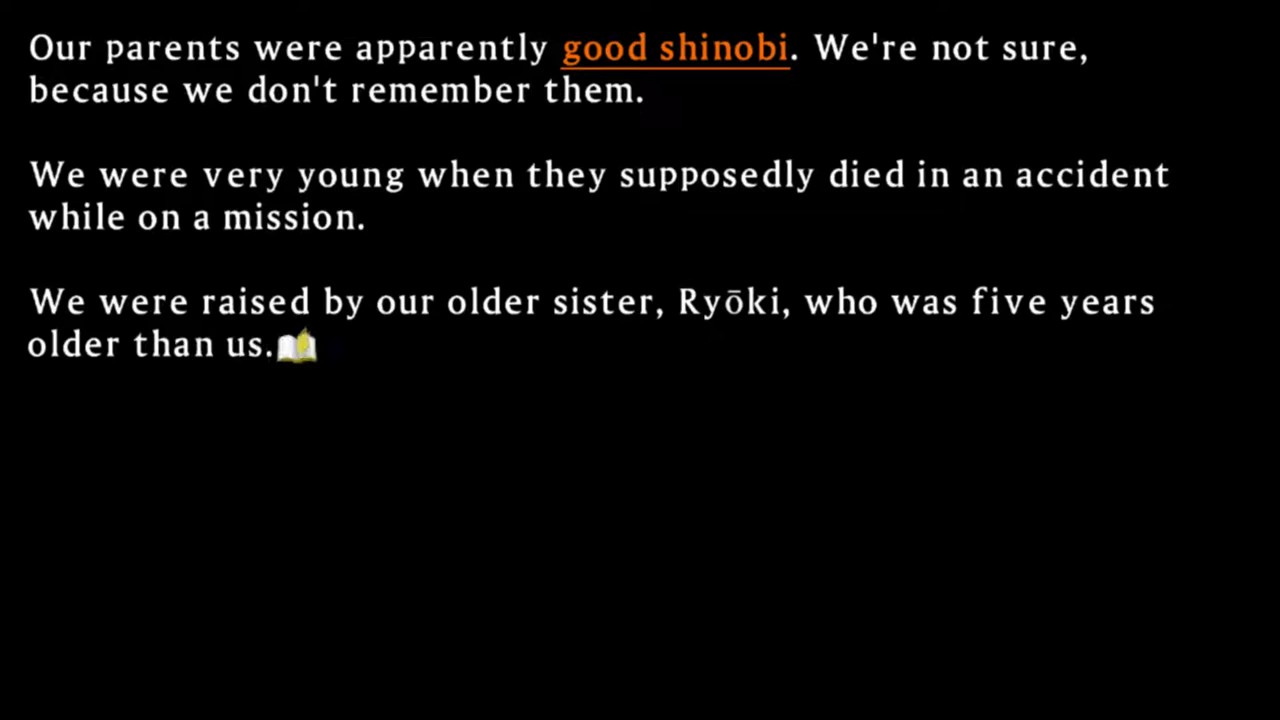 Our parents were apparently good shinobi. We're not sure,
because we don't remember them.
We were very young when they supposedly died in an accident
while on a mission.
We were raised by our older sister, Ryōki, who was five years
older than us.